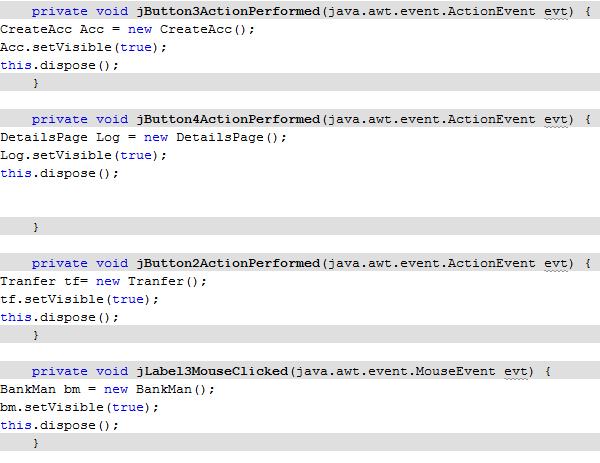 private void jButton3ActionPerformed(java.awt.event.ActionEvent evt) {
CreateAcc Acc = new CreateAcc();
Acc.setVisible(true);
this.dispose();
}
private void jButton4ActionPerformed(java.awt.event.ActionEvent evt) {
DetailsPage Log = new DetailsPage();
Log.setVisible(true);
this.dispose();
}
private void jButton2ActionPerformed(java.awt.event.ActionEvent evt) {
Tranfer tf= new Tranfer();
tf.setVisible(true);
this.dispose();
}
private void jLabel3MouseClicked(java.awt.event.MouseEvent evt) {
BankMan bm = new BankMan();
bm.setVisible(true);
this.dispose();
}